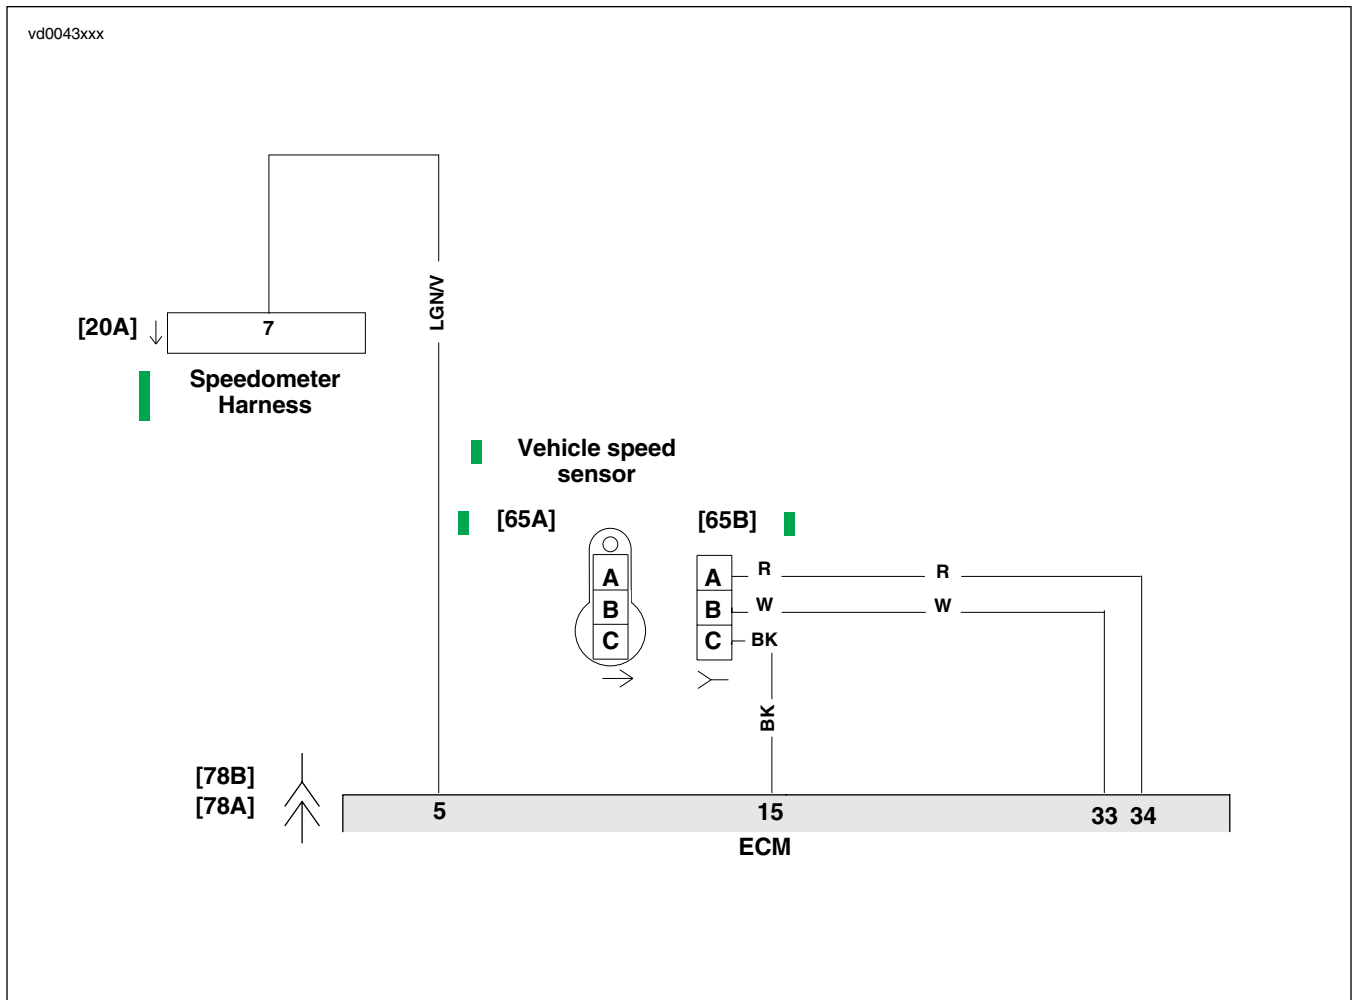 vd0043xxx
LGN/V
[20A]
7
Speedometer
Harness
Vehicle speed
sensor
[65A]
[65B]
A
B
C
A
B
C
R
R
W
W
BK
BK
[78B]
[78A]
5
15
33
34
ECM